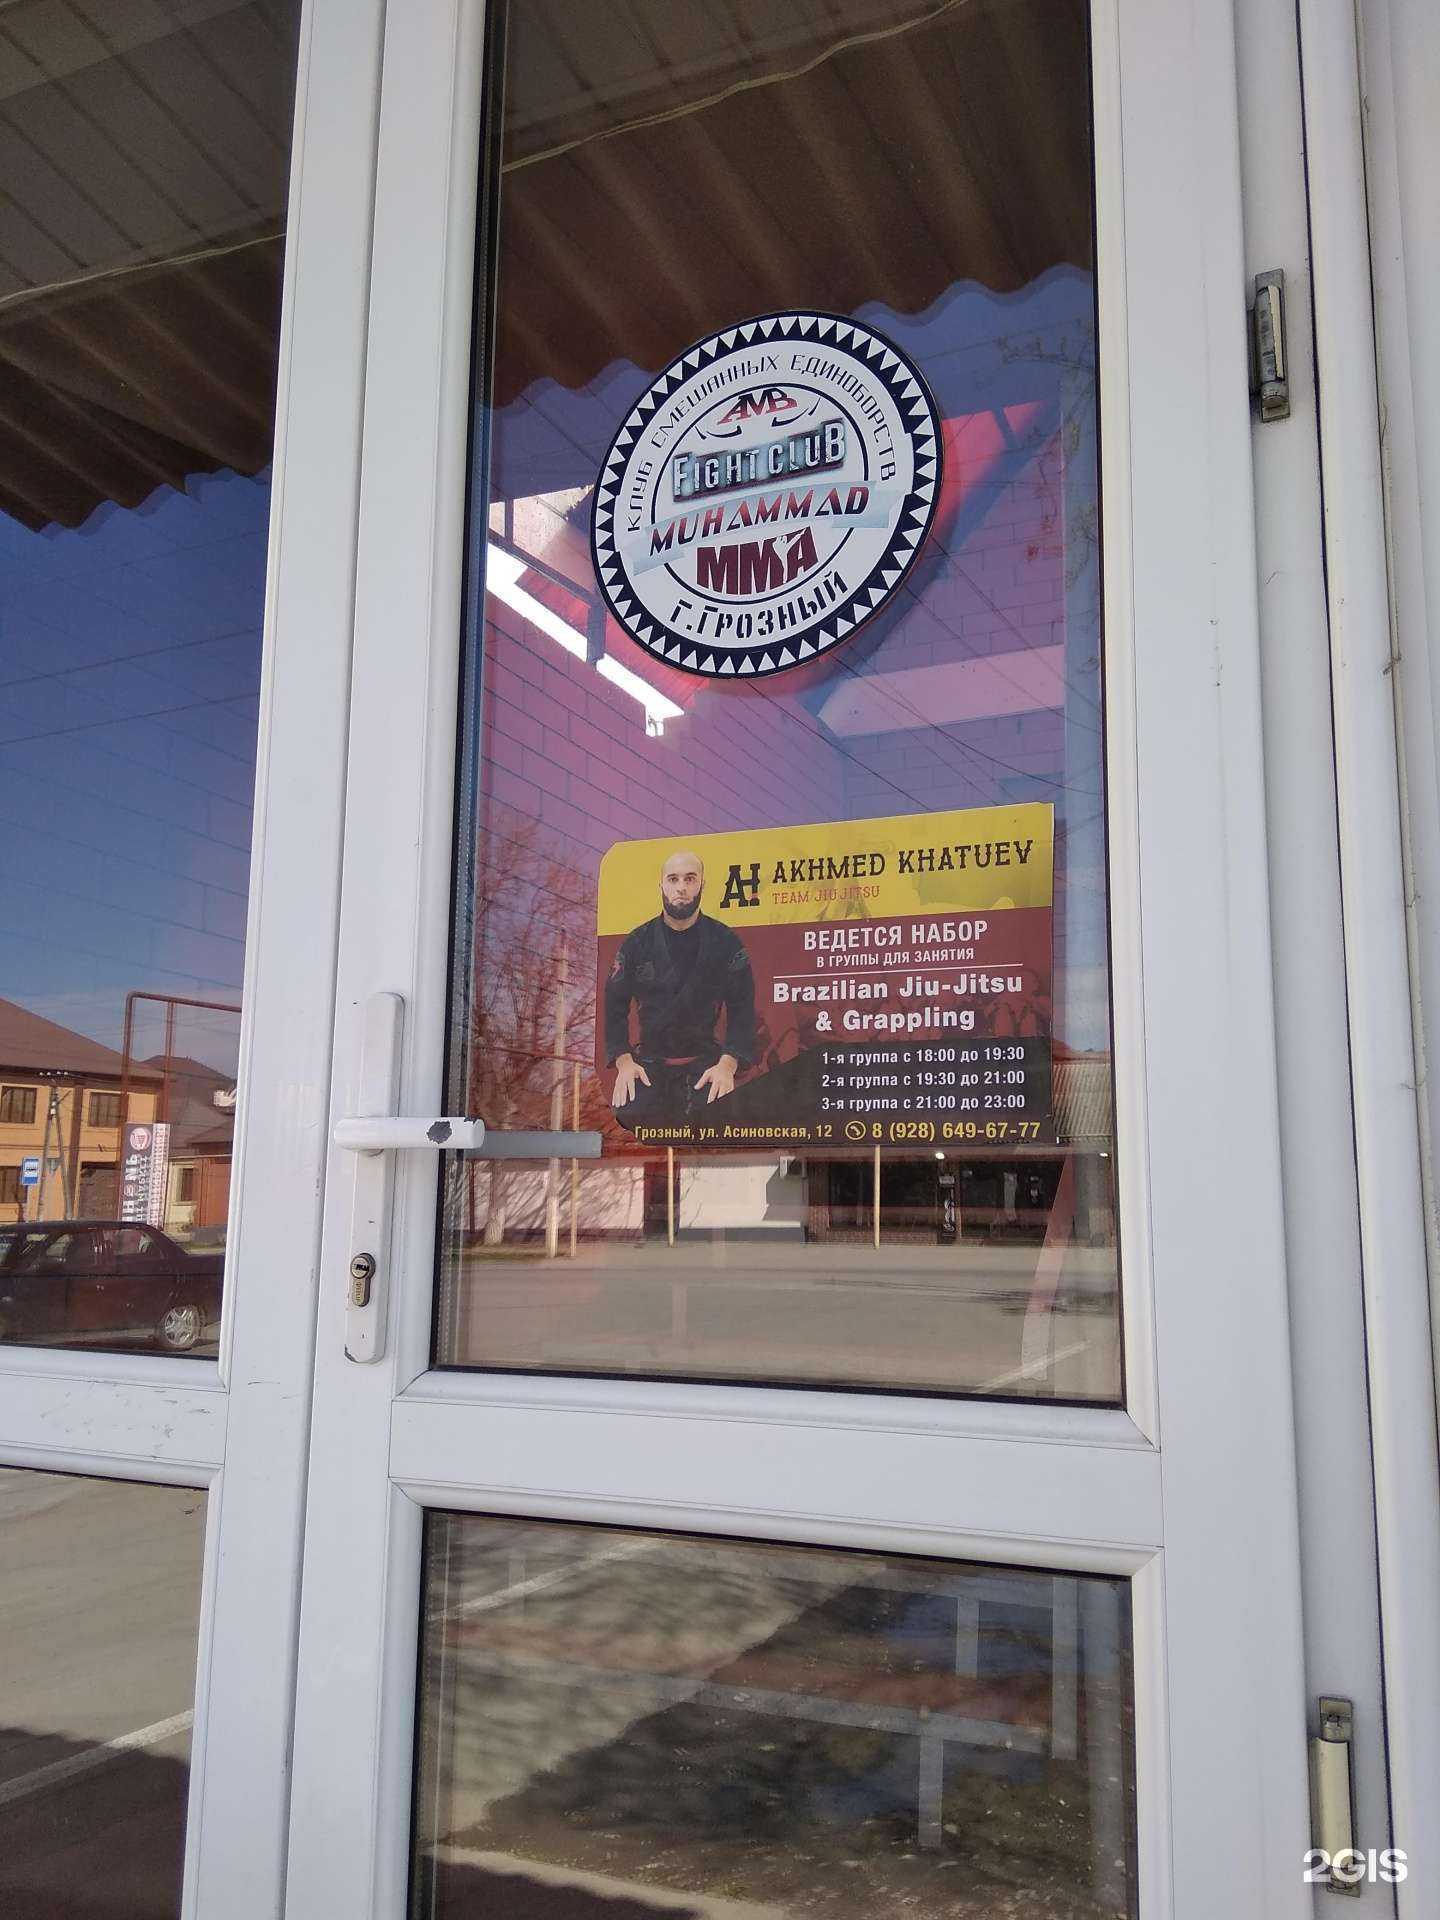 КЛУБ СМЕШАННЫХ ЕДИНОБОРСТВ
AMB
FIGHT CLUB
MUHAMMAD
MMA
Г.ГРОЗНЫЙ
AH AKHMED KHATUEV
TEAM JIUJITSU
ВЕДЕТСЯ НАБОР
В ГРУППЫ ДЛЯ ЗАНЯТИЯ
Brazilian Jiu-Jitsu
& Grappling
1-я группа с 18:00 до 19:30
2-я группа с 19:30 до 21:00
3-я группа с 21:00 до 23:00
Грозный, ул. Асиновская, 12 8 (928) 649-67-77
2GIS